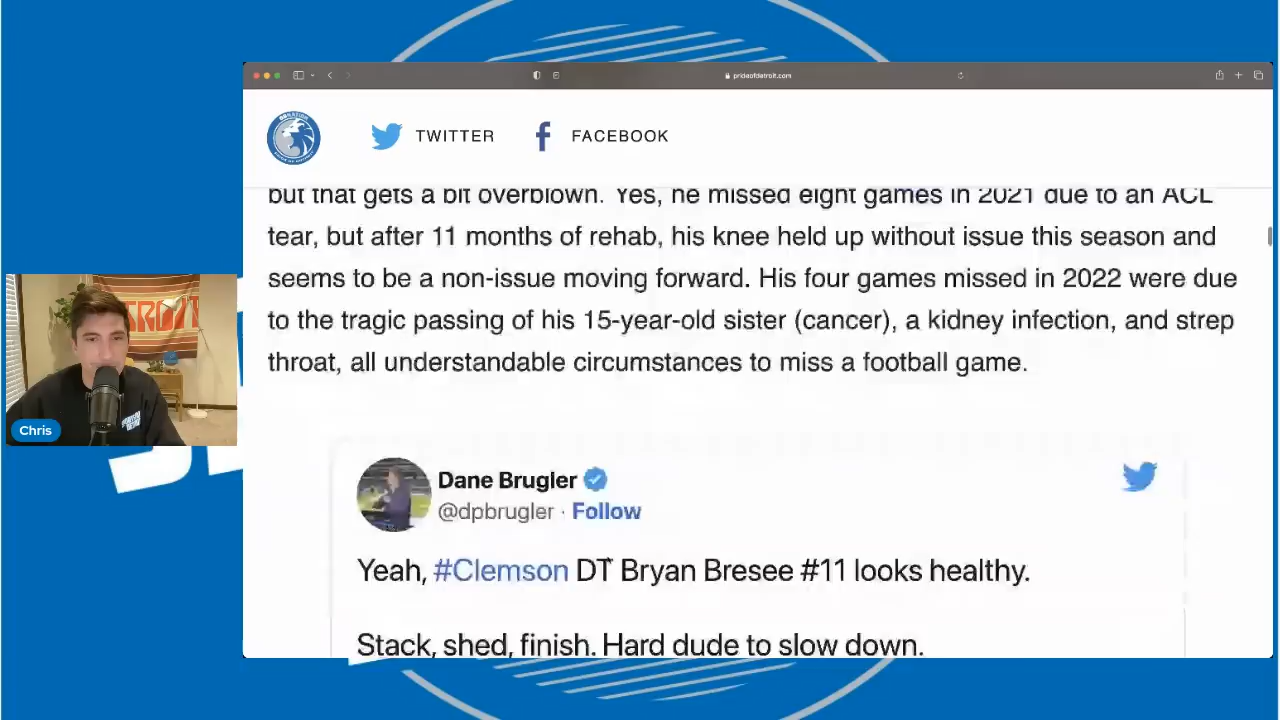 prideofdetroit.com
TWITTER
FACEBOOK
but that gets a bit overblown. Yes, he missed eight games in 2021 due to an ACL
tear, but after 11 months of rehab, his knee held up without issue this season and
seems to be a non-issue moving forward. His four games missed in 2022 were due
to the tragic passing of his 15-year-old sister (cancer), a kidney infection, and strep
throat, all understandable circumstances to miss a football game.
Chris
Dane Brugler
@dpbrugler · Follow
Yeah, #Clemson DT Bryan Bresee #11 looks healthy.
Stack, shed, finish. Hard dude to slow down.